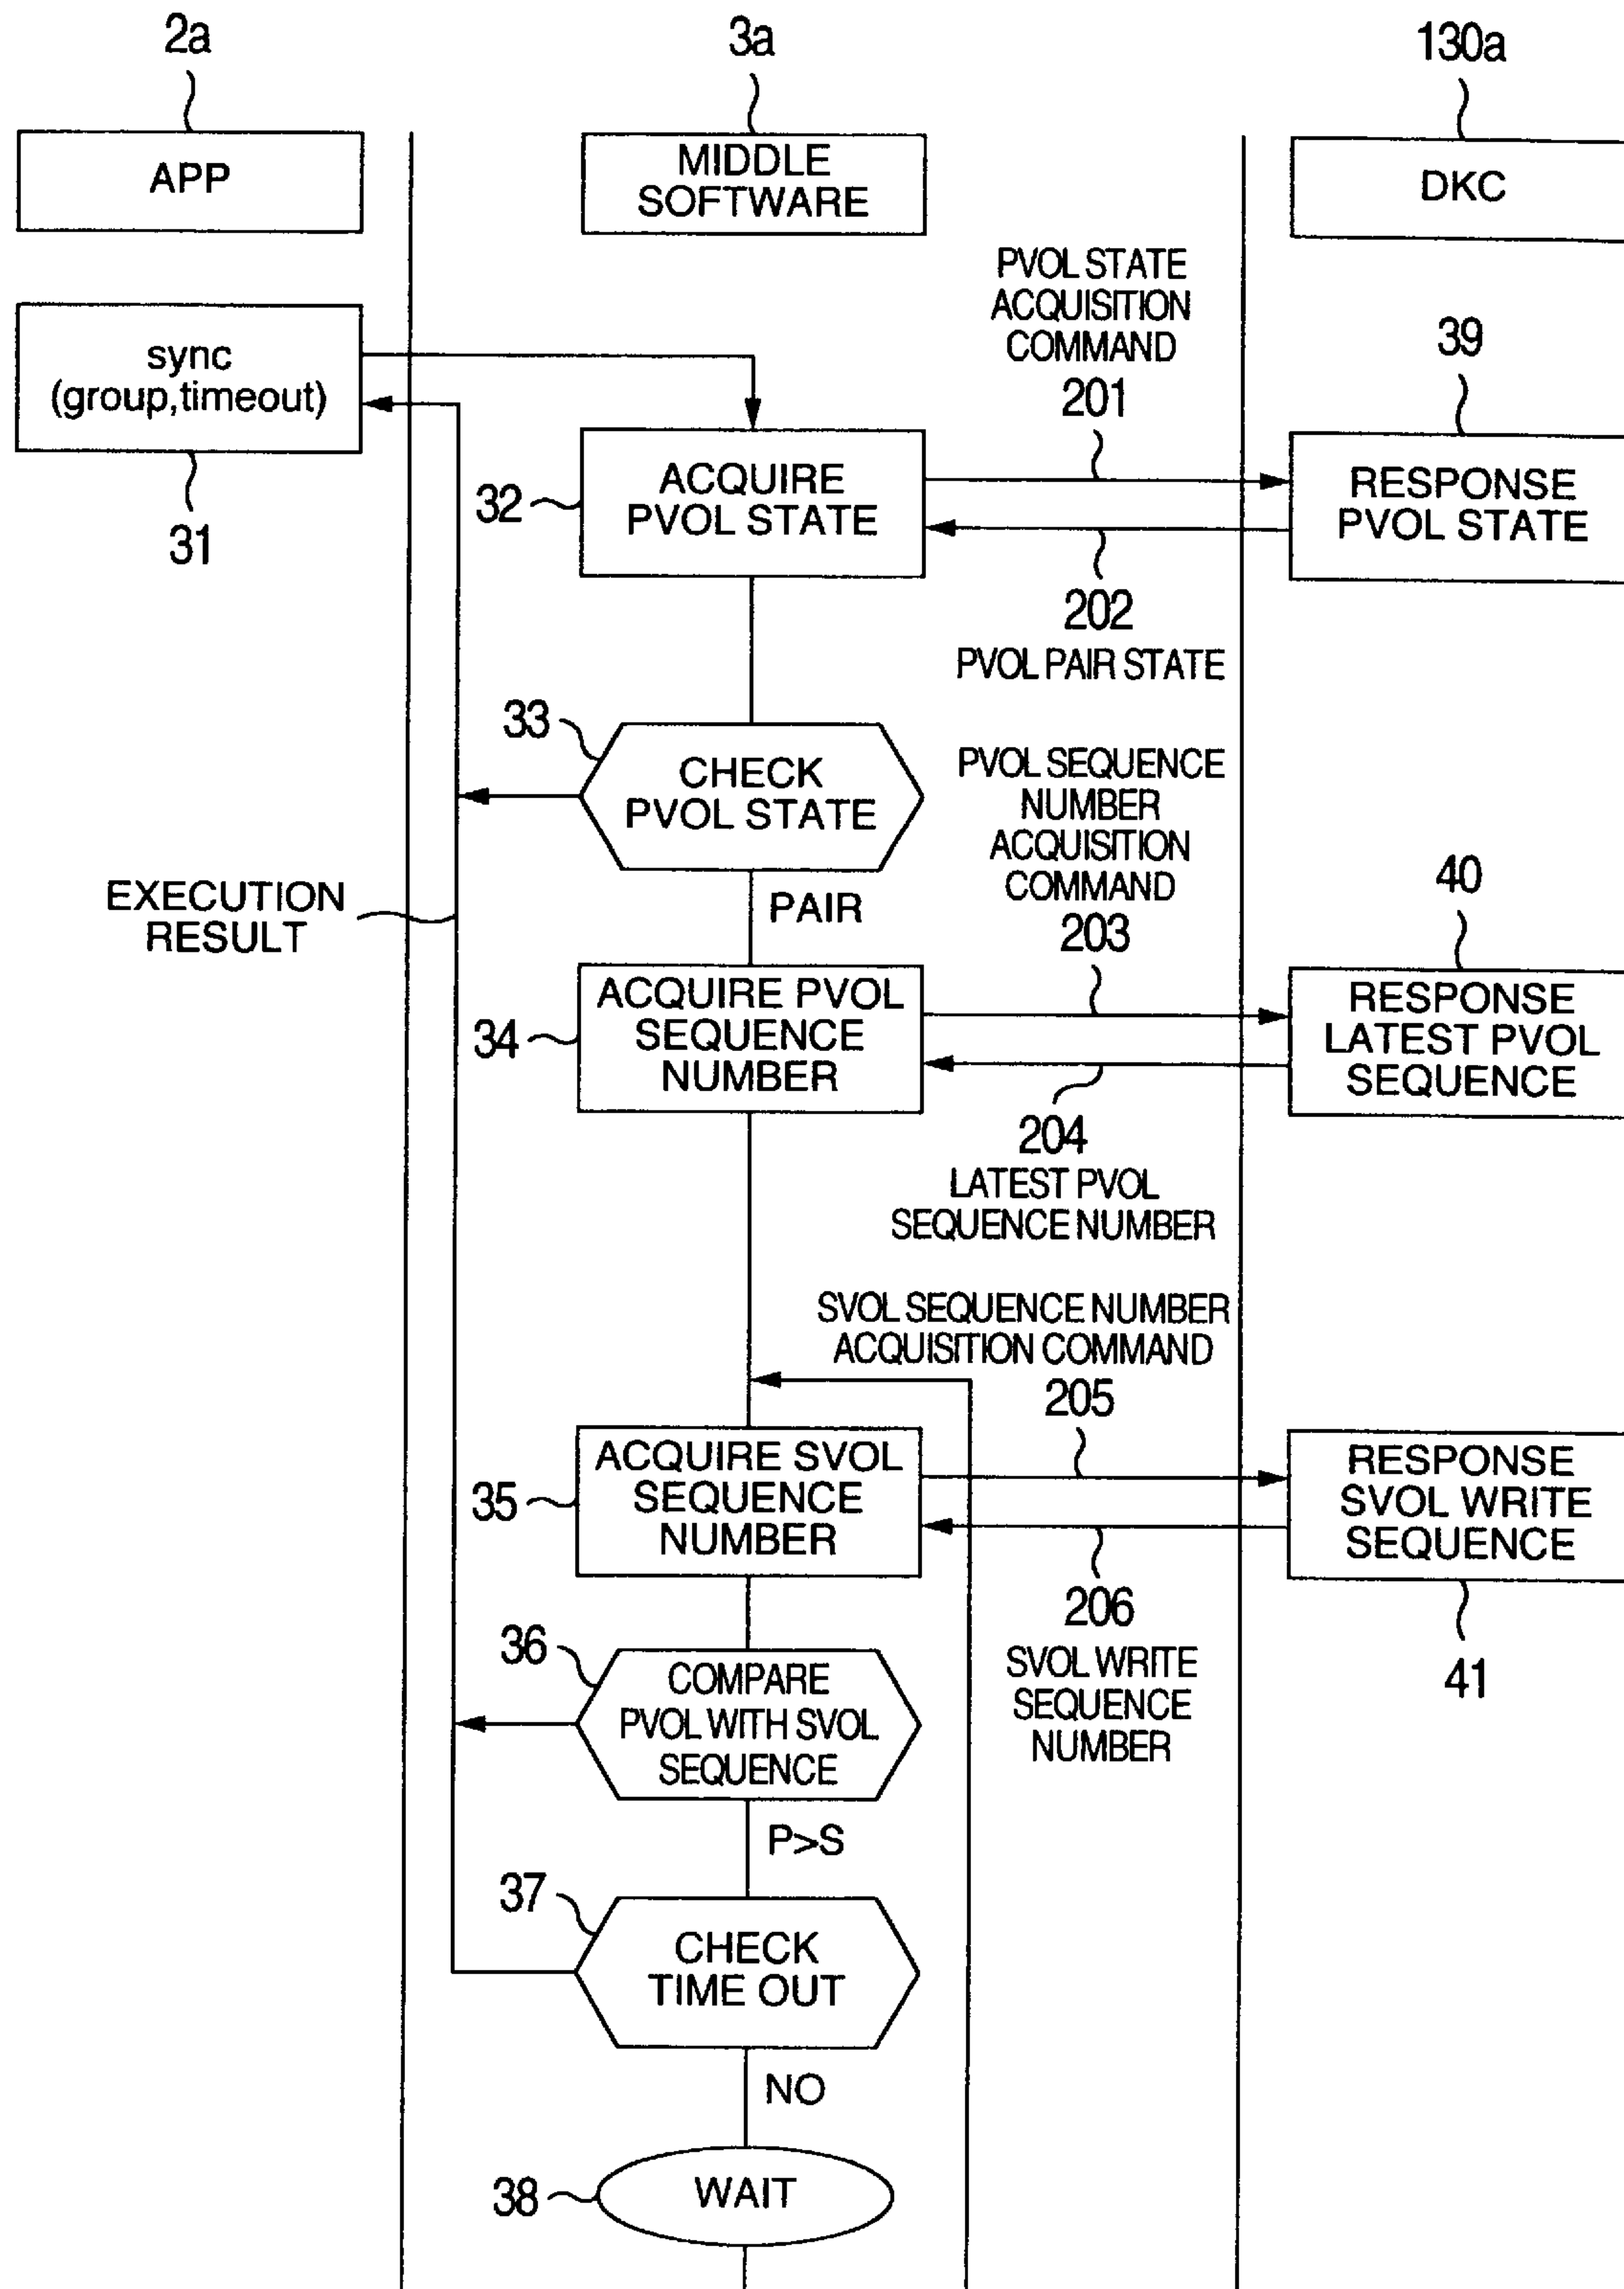 2a
3a
130a
APP
MIDDLE
SOFTWARE
DKC
sync
(group,timeout)
31
PVOL STATE
ACQUISITION
COMMAND
201
39
32
ACQUIRE
PVOL STATE
RESPONSE
PVOL STATE
202
PVOL PAIR STATE
33
CHECK
PVOL STATE
PVOL SEQUENCE
NUMBER
ACQUISITION
COMMAND
203
EXECUTION
RESULT
PAIR
40
34
ACQUIRE PVOL
SEQUENCE
NUMBER
RESPONSE
LATEST PVOL
SEQUENCE
204
LATEST PVOL
SEQUENCE NUMBER
SVOL SEQUENCE NUMBER
ACQUISITION COMMAND
205
35
ACQUIRE SVOL
SEQUENCE
NUMBER
RESPONSE
SVOL WRITE
SEQUENCE
206
SVOL WRITE
SEQUENCE
NUMBER
41
36
COMPARE
PVOL WITH SVOL
SEQUENCE
P>S
37
CHECK
TIME OUT
NO
38
WAIT